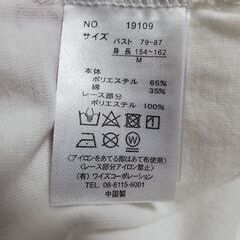 NO. 19109
サイズ
バスト 79~87
身長 154~162
M
本体
ポリエステル 65%
綿 35%
レース部分
ポリエステル 100%
<アイロンをあてる際はあて布使用>
<レース部分アイロン禁止>
(有)ワイズコーポレーション
TEL 06-6115-6001
中国製